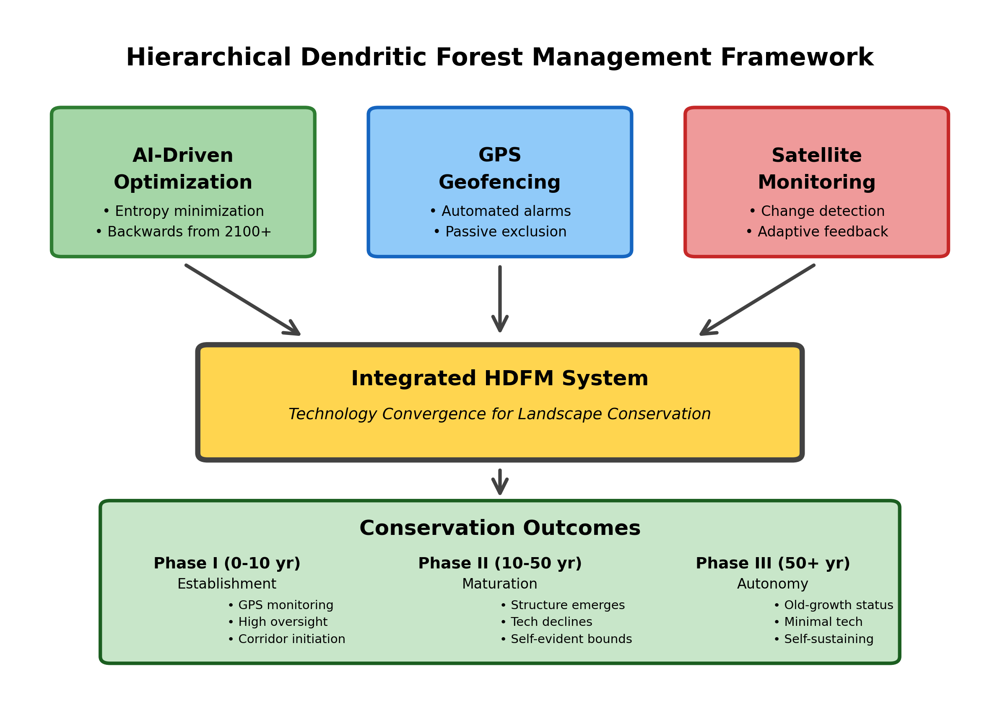 Hierarchical Dendritic Forest Management Framework
AI-Driven
Optimization
• Entropy minimization
• Backwards from 2100+
GPS
Geofencing
• Automated alarms
• Passive exclusion
Satellite
Monitoring
• Change detection
• Adaptive feedback
Integrated HDFM System
Technology Convergence for Landscape Conservation
Conservation Outcomes
Phase I (0-10 yr)
Establishment
• GPS monitoring
• High oversight
• Corridor initiation
Phase II (10-50 yr)
Maturation
• Structure emerges
• Tech declines
• Self-evident bounds
Phase III (50+ yr)
Autonomy
• Old-growth status
• Minimal tech
• Self-sustaining